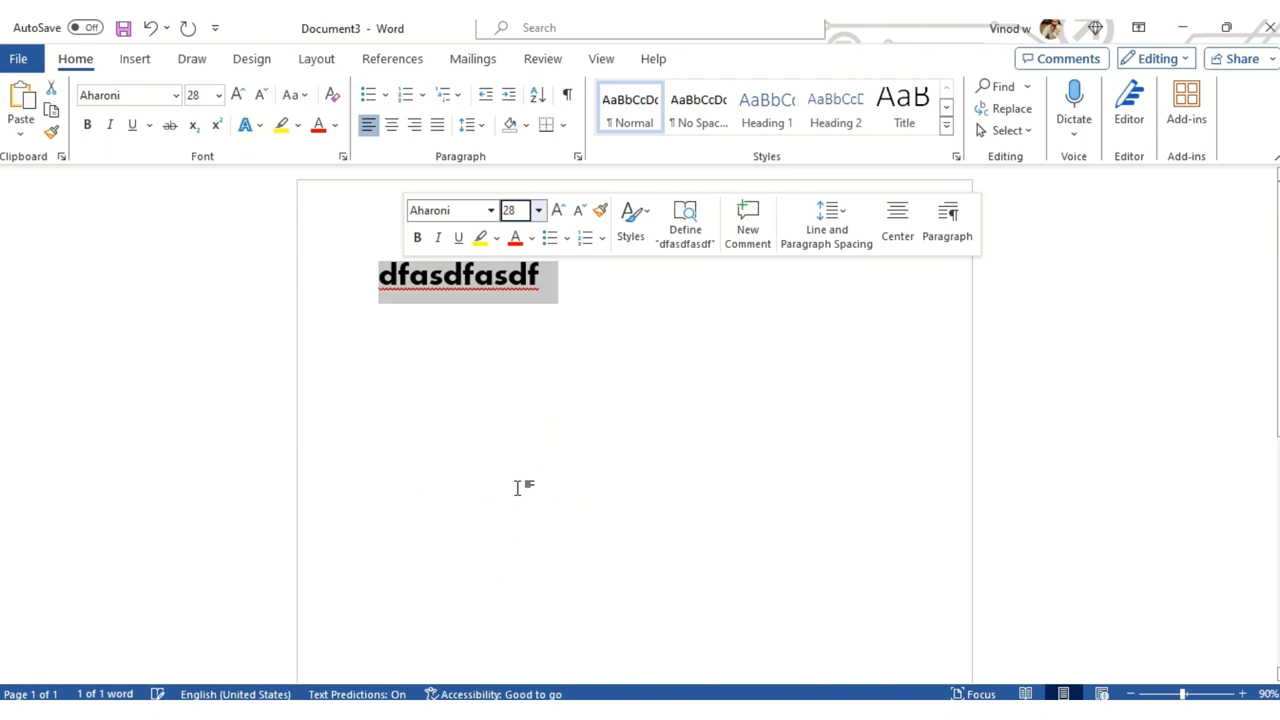 AutoSave Off Document3 - Word Search Vinod w
File Home Insert Draw Design Layout References Mailings Review View Help Comments Editing Share
Paste Aharoni 28 Aa
B I U ab x₂ x² A A
AaBbCcDc AaBbCcDc AaBbCc AaBbCcD AaB
¶ Normal ¶ No Spac... Heading 1 Heading 2 Title
Find
Replace
Select
Dictate Editor Add-ins
Clipboard Font Paragraph Styles Editing Voice Editor Add-ins
Aharoni 28 A A
B I U A
Styles
Define
"dfasdfasdf"
New
Comment
Line and
Paragraph Spacing
Center
Paragraph
dfasdfasdf
Page 1 of 1 1 of 1 word English (United States) Text Predictions: On Accessibility: Good to go Focus 90%